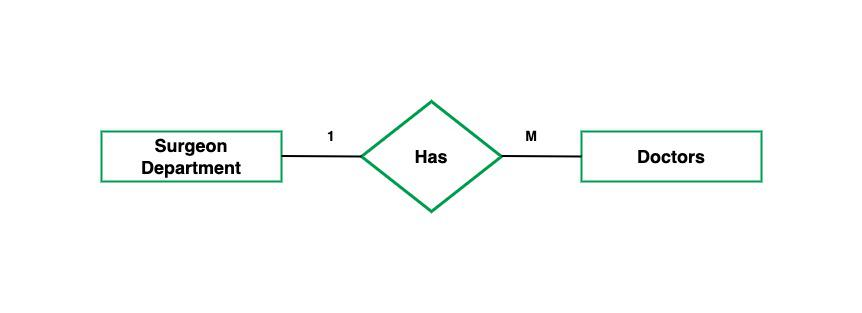 Surgeon
Department
1
Has
M
Doctors